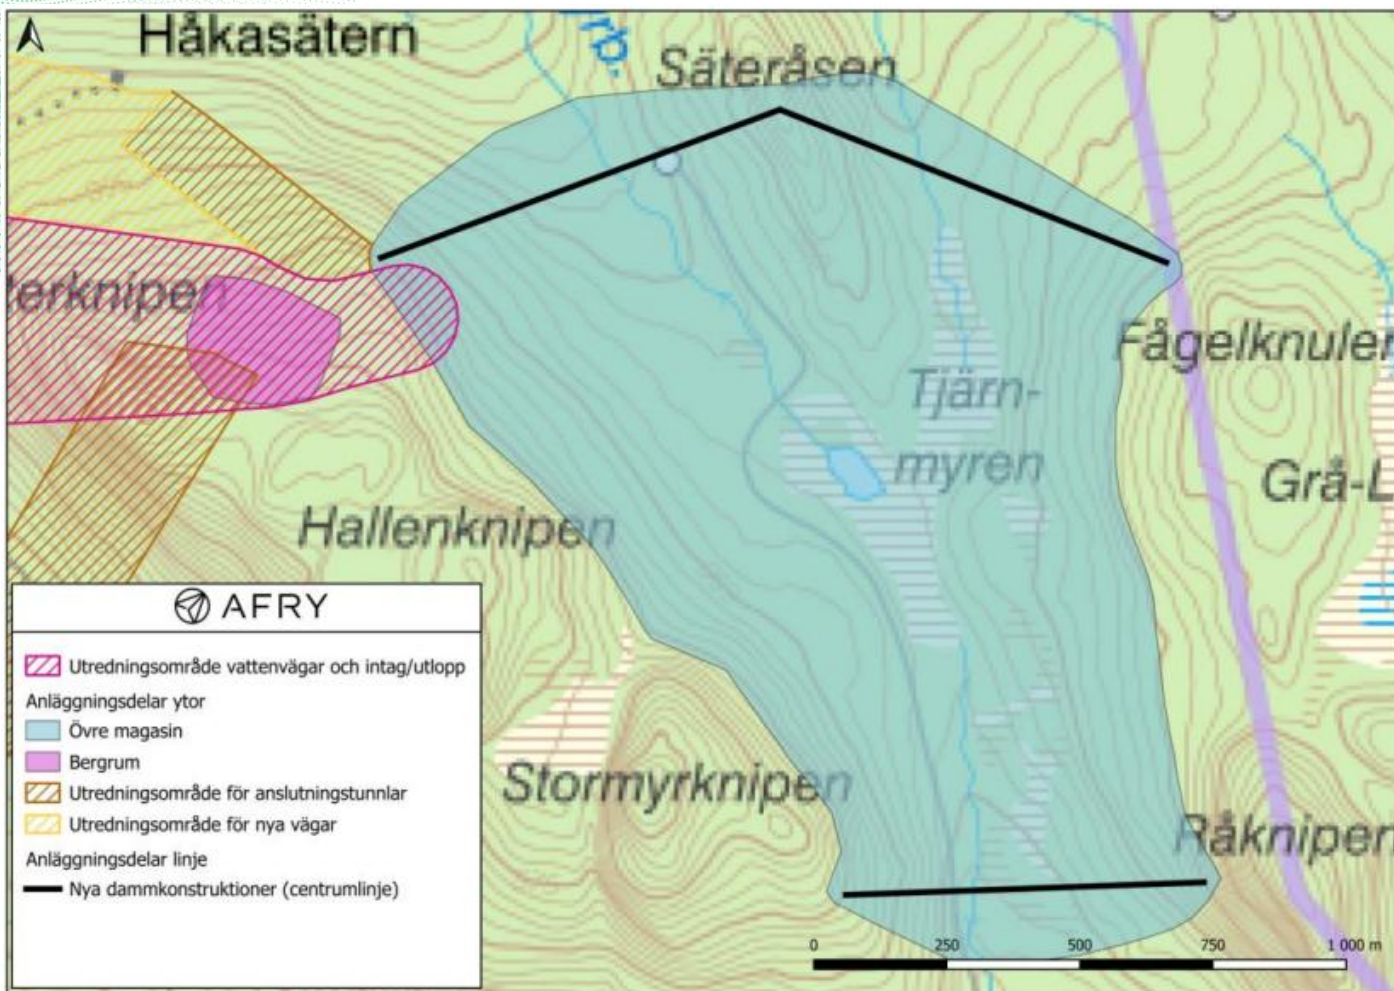 Håkasätern
Säteråsen
terknipen
Fågelknulen
Tjärn-
myren
Grå-L
Hallenknipen
Stormyrknipen
Råknipen
AFRY
Utredningsområde vattenvägar och intag/utlopp
Anläggningsdelar ytor
Övre magasin
Bergrum
Utredningsområde för anslutningstunnlar
Utredningsområde för nya vägar
Anläggningsdelar linje
Nya dammkonstruktioner (centrumlinje)
0 250 500 750 1 000 m